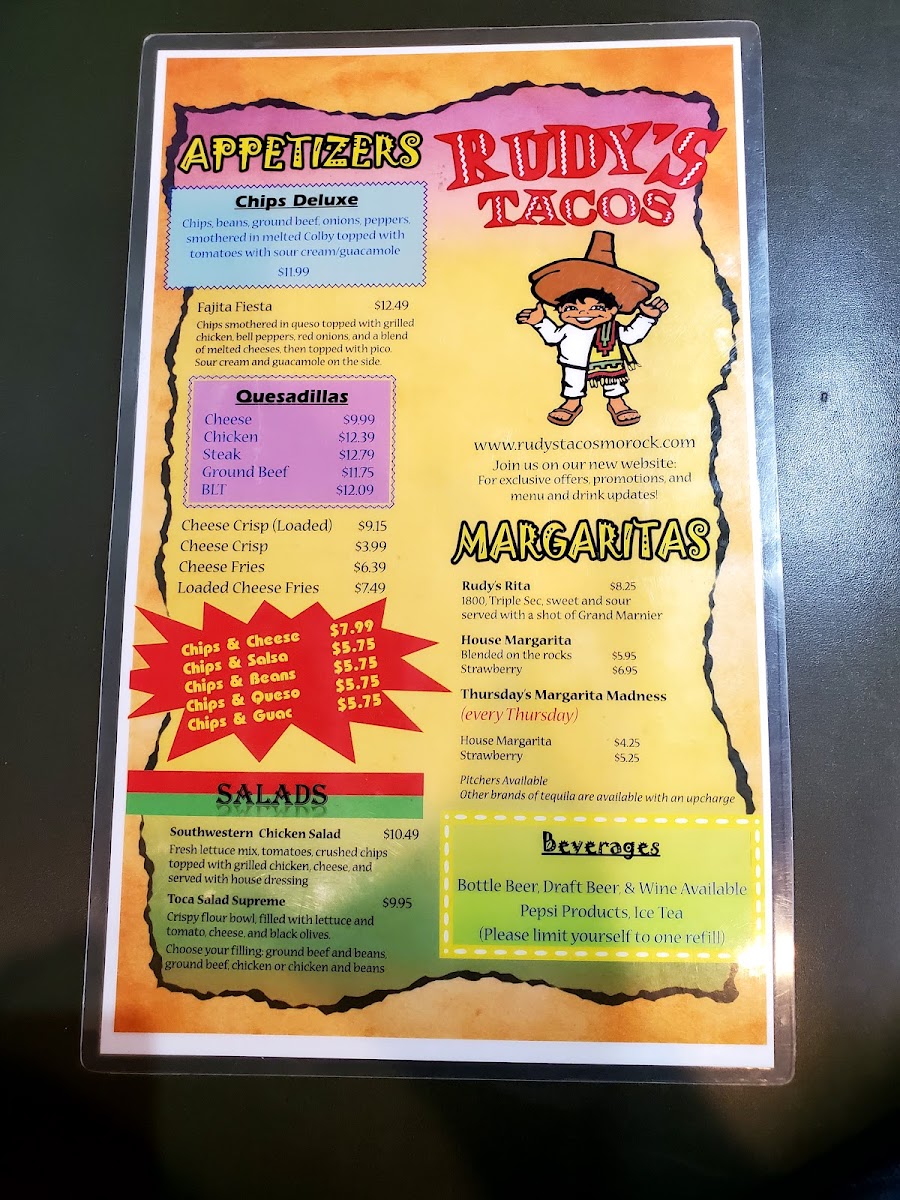 APPETIZERS
Chips Deluxe
Chips, beans, ground beef, onions, peppers,
smothered in melted Colby topped with
tomatoes with sour cream/guacamole
$11.99
Fajita Fiesta $12.49
Chips smothered in queso topped with grilled
chicken, bell peppers, red onions, and a blend
of melted cheeses, then topped with pico.
Sour cream and guacamole on the side.
Quesadillas
Cheese $9.99
Chicken $12.39
Steak $12.79
Ground Beef $11.75
BLT $12.09
Cheese Crisp (Loaded) $9.15
Cheese Crisp $3.99
Cheese Fries $6.39
Loaded Cheese Fries $7.49
Chips & Cheese $7.99
Chips & Salsa $5.75
Chips & Beans $5.75
Chips & Queso $5.75
Chips & Guac $5.75
SALADS
Southwestern Chicken Salad $10.49
Fresh lettuce mix, tomatoes, crushed chips
topped with grilled chicken, cheese, and
served with house dressing
Toca Salad Supreme $9.95
Crispy flour bowl, filled with lettuce and
tomato, cheese, and black olives.
Choose your filling: ground beef and beans,
ground beef, chicken or chicken and beans
RUDY'S
TACOS
www.rudystacosmorock.com
Join us on our new website:
For exclusive offers, promotions, and
menu and drink updates!
MARGARITAS
Rudy's Rita $8.25
1800, Triple Sec, sweet and sour
served with a shot of Grand Marnier
House Margarita
Blended on the rocks $5.95
Strawberry $6.95
Thursday's Margarita Madness
(every Thursday)
House Margarita $4.25
Strawberry $5.25
Pitchers Available
Other brands of tequila are available with an upcharge
Beverages
Bottle Beer, Draft Beer, & Wine Available
Pepsi Products, Ice Tea
(Please limit yourself to one refill)